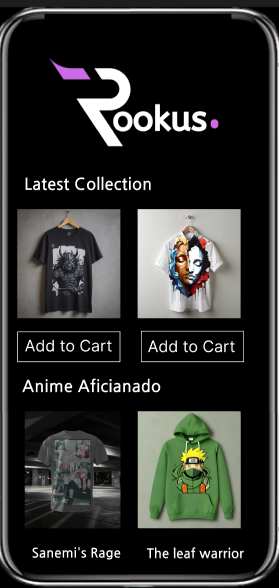 Rookus.
Latest Collection
Add to Cart Add to Cart
Anime Aficianado
Sanemi's Rage The leaf warrior